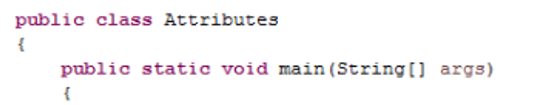 public class Attributes
{
    public static void main(String[] args)
    {